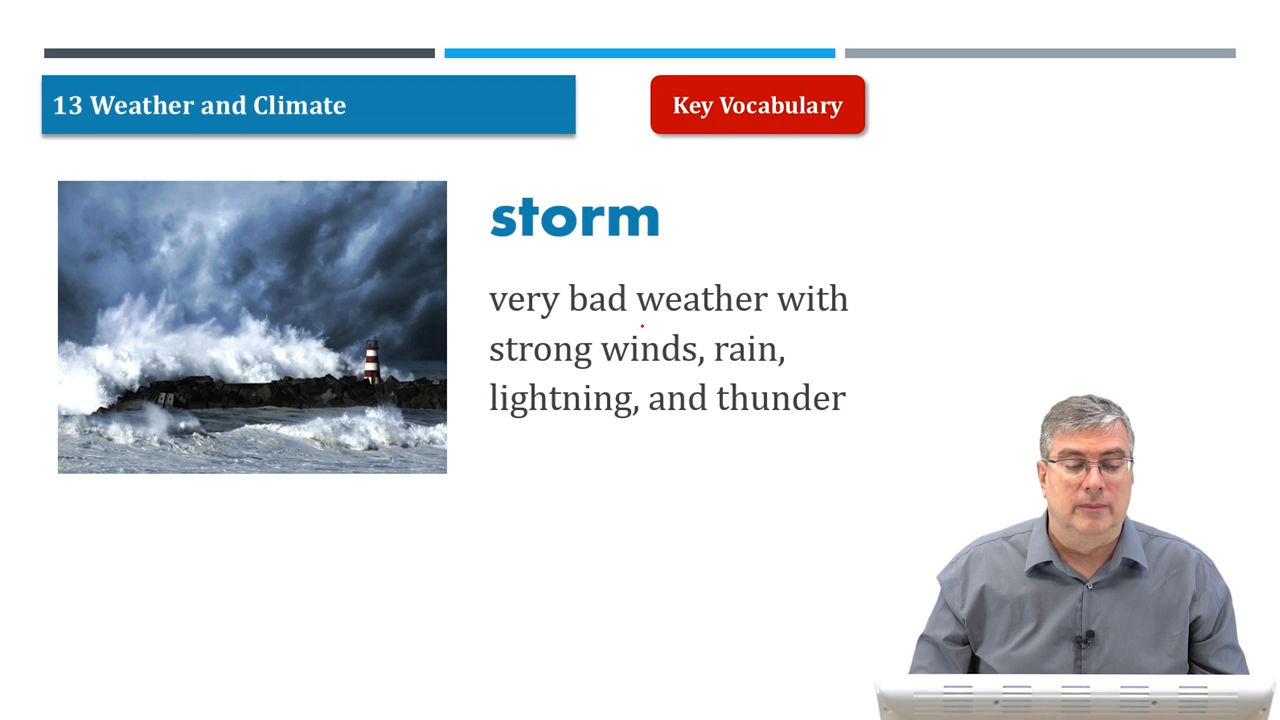 13 Weather and Climate
Key Vocabulary
storm
very bad weather with
strong winds, rain,
lightning, and thunder